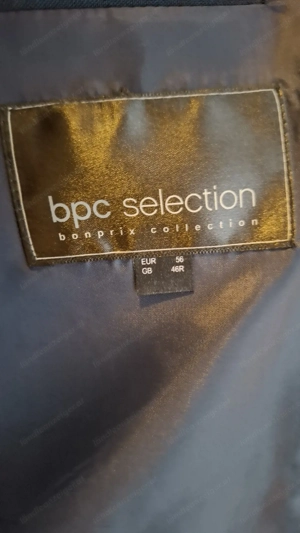 bpc selection
bonprix collection
EUR 56
GB 46R